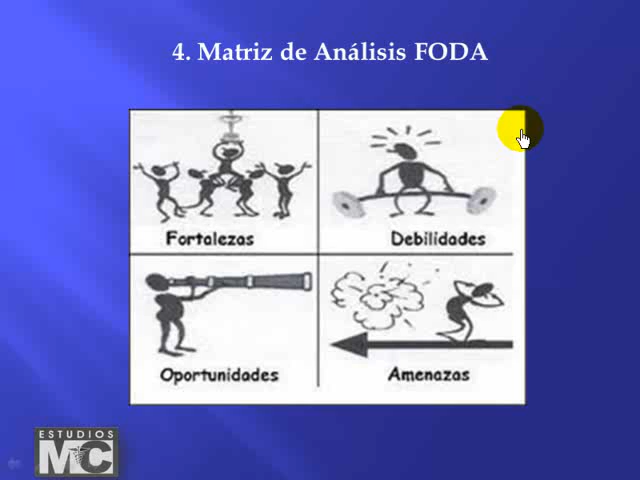 4. Matriz de Análisis FODA
Fortalezas
Debilidades
Oportunidades
Amenazas
ESTUDIOS
MC